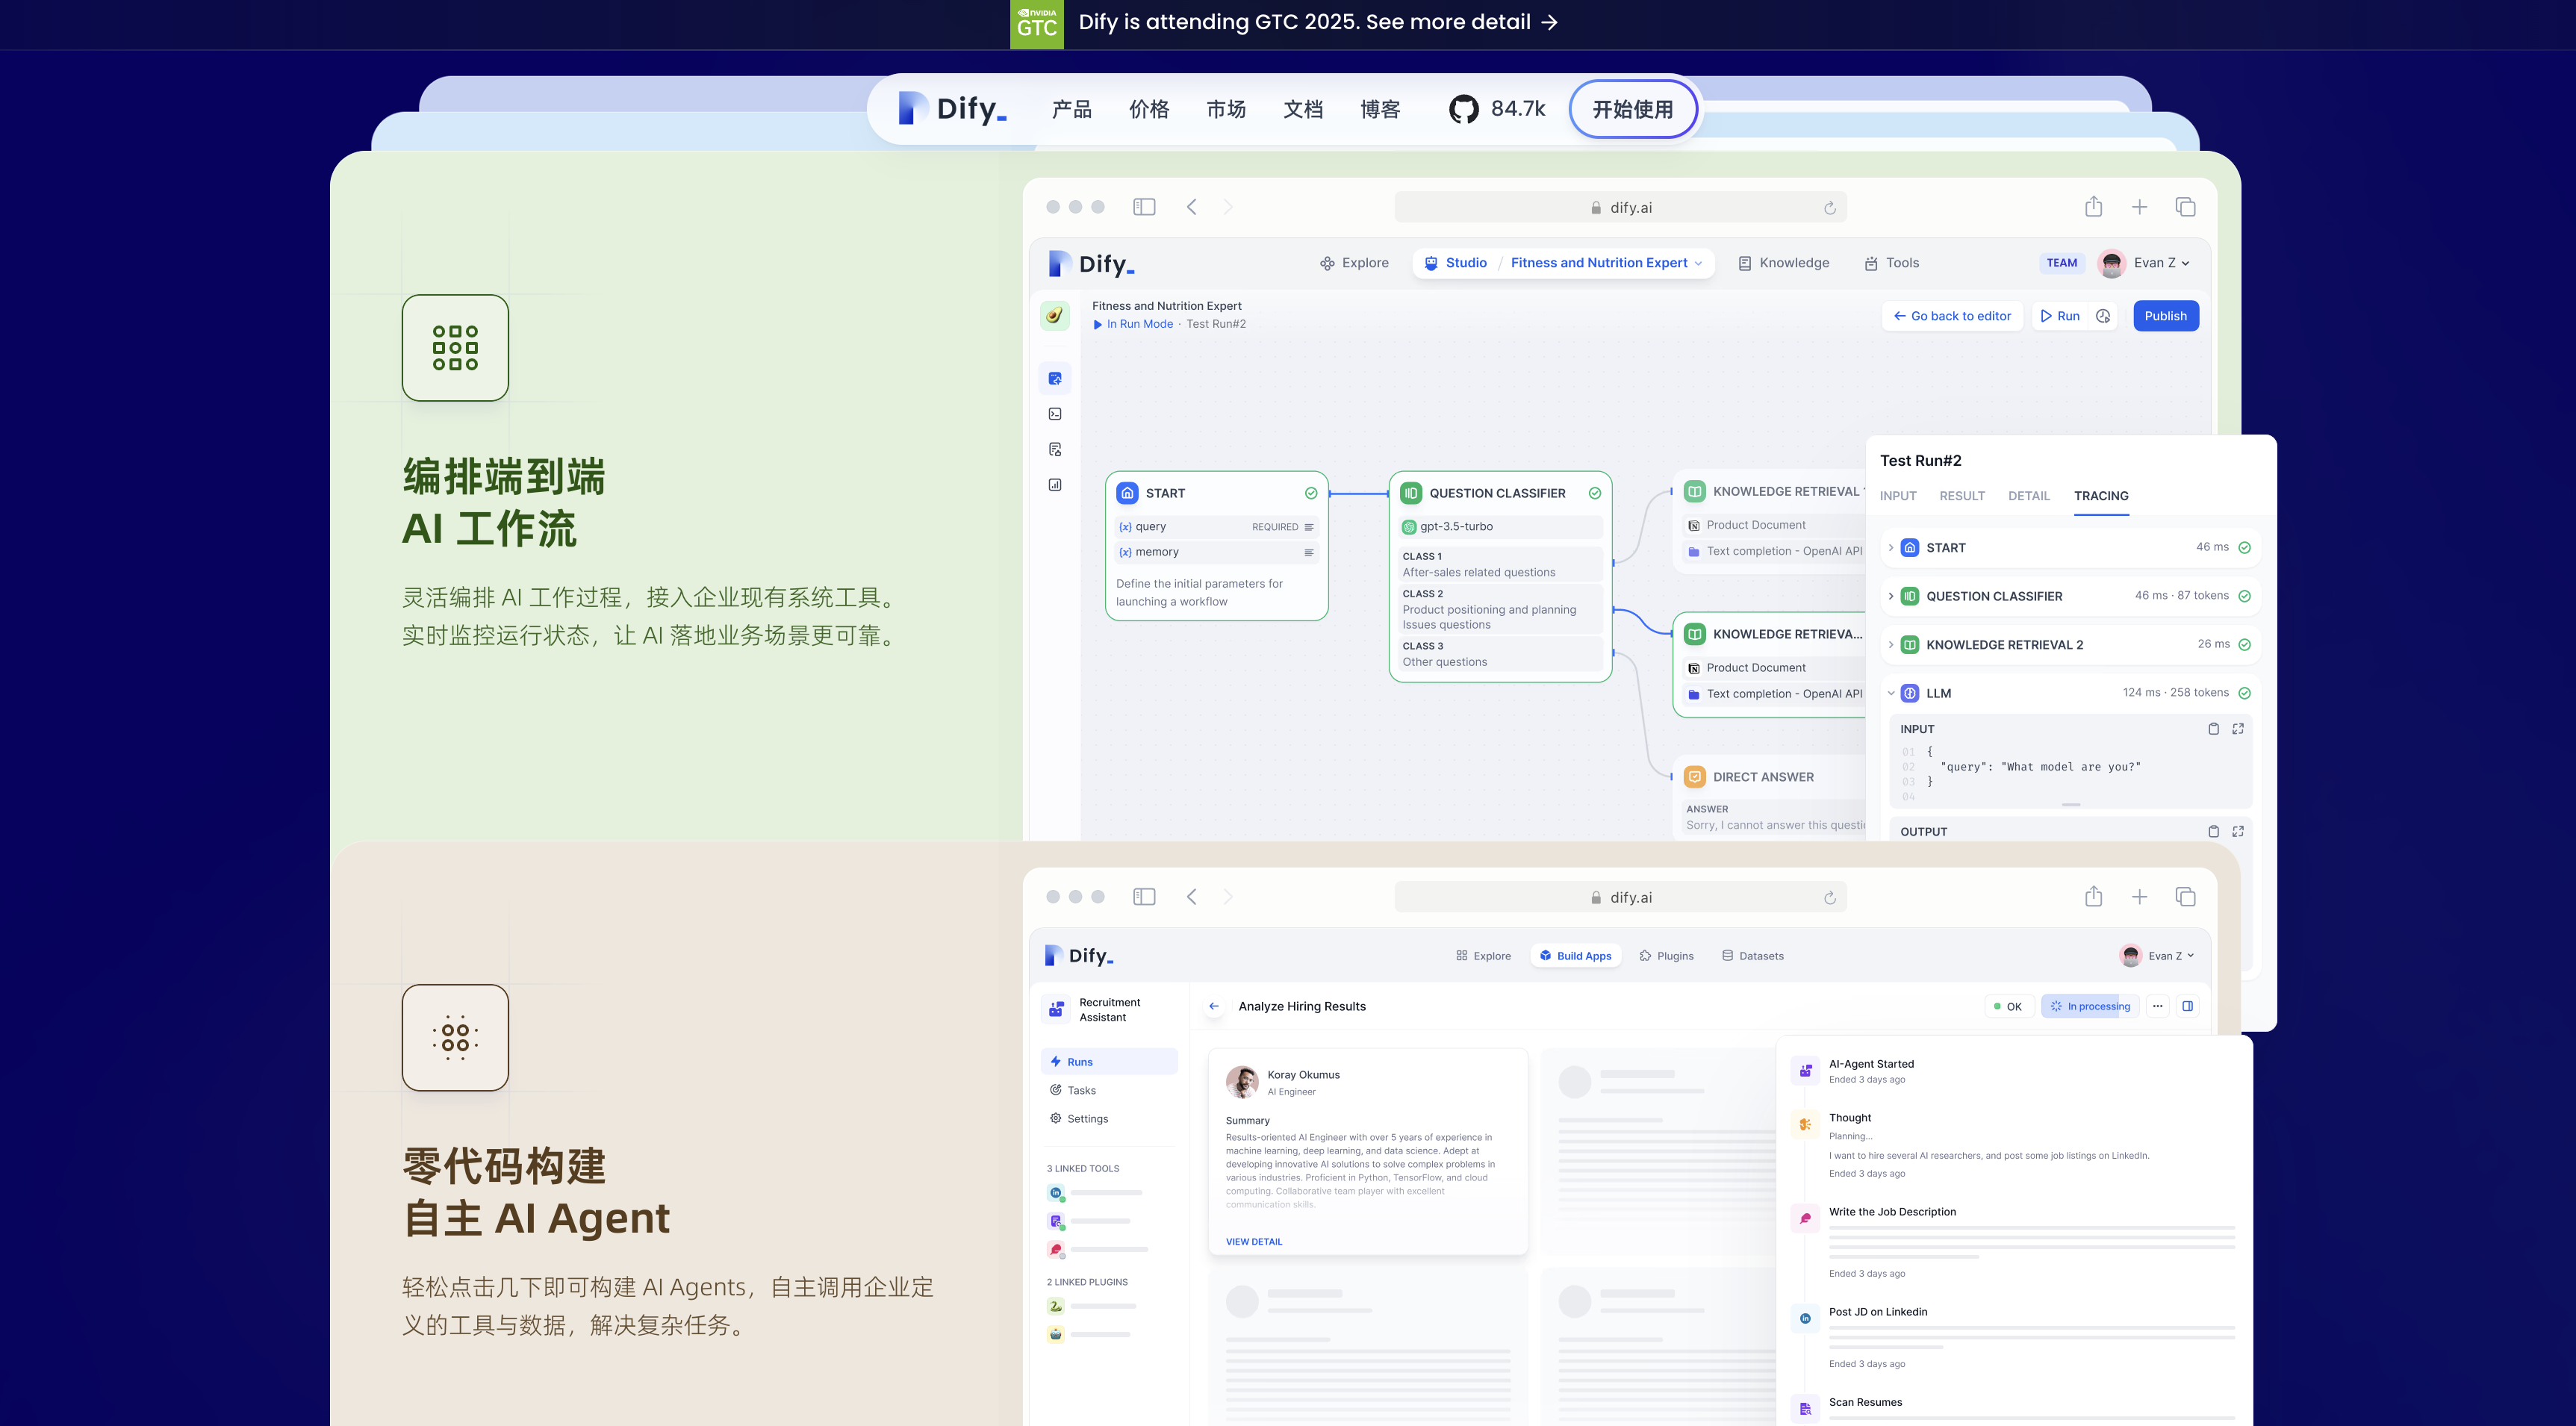 NVIDIA
GTC
Dify is attending GTC 2025. See more detail →
Dify_
产品
价格
市场
文档
博客
84.7k
开始使用
编排端到端
AI 工作流
灵活编排 AI 工作过程，接入企业现有系统工具。
实时监控运行状态，让 AI 落地业务场景更可靠。
dify.ai
Dify_
Explore
Studio / Fitness and Nutrition Expert
Knowledge
Tools
TEAM
Evan Z
Fitness and Nutrition Expert
In Run Mode · Test Run#2
← Go back to editor
Run
Publish
START
{x} query REQUIRED
{x} memory
Define the initial parameters for
launching a workflow
QUESTION CLASSIFIER
gpt-3.5-turbo
CLASS 1
After-sales related questions
CLASS 2
Product positioning and planning
Issues questions
CLASS 3
Other questions
KNOWLEDGE RETRIEVAL
Product Document
Text completion - OpenAI API
KNOWLEDGE RETRIEVA...
Product Document
Text completion - OpenAI API
DIRECT ANSWER
ANSWER
Sorry, I cannot answer this questi
Test Run#2
INPUT
RESULT
DETAIL
TRACING
START 46 ms
QUESTION CLASSIFIER 46 ms · 87 tokens
KNOWLEDGE RETRIEVAL 2 26 ms
LLM 124 ms · 258 tokens
INPUT
01 {
02 "query": "What model are you?"
03 }
04
OUTPUT
零代码构建
自主 AI Agent
轻松点击几下即可构建 AI Agents，自主调用企业定
义的工具与数据，解决复杂任务。
dify.ai
Dify_
Explore
Build Apps
Plugins
Datasets
Evan Z
Recruitment
Assistant
Runs
Tasks
Settings
3 LINKED TOOLS
2 LINKED PLUGINS
← Analyze Hiring Results
OK
In processing
Koray Okumus
AI Engineer
Summary
Results-oriented AI Engineer with over 5 years of experience in
machine learning, deep learning, and data science. Adept at
developing innovative AI solutions to solve complex problems in
various industries. Proficient in Python, TensorFlow, and cloud
computing. Collaborative team player with excellent
communication skills.
VIEW DETAIL
AI-Agent Started
Ended 3 days ago
Thought
Planning...
I want to hire several AI researchers, and post some job listings on LinkedIn.
Ended 3 days ago
Write the Job Description
Ended 3 days ago
Post JD on Linkedin
Ended 3 days ago
Scan Resumes